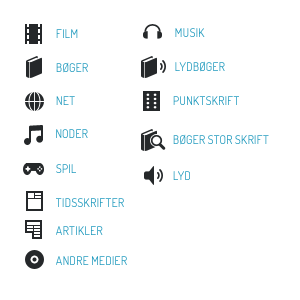 FILM
BØGER
NET
NODER
SPIL
TIDSSKRIFTER
ARTIKLER
ANDRE MEDIER
MUSIK
LYDBØGER
PUNKTSKRIFT
BØGER STOR SKRIFT
LYD